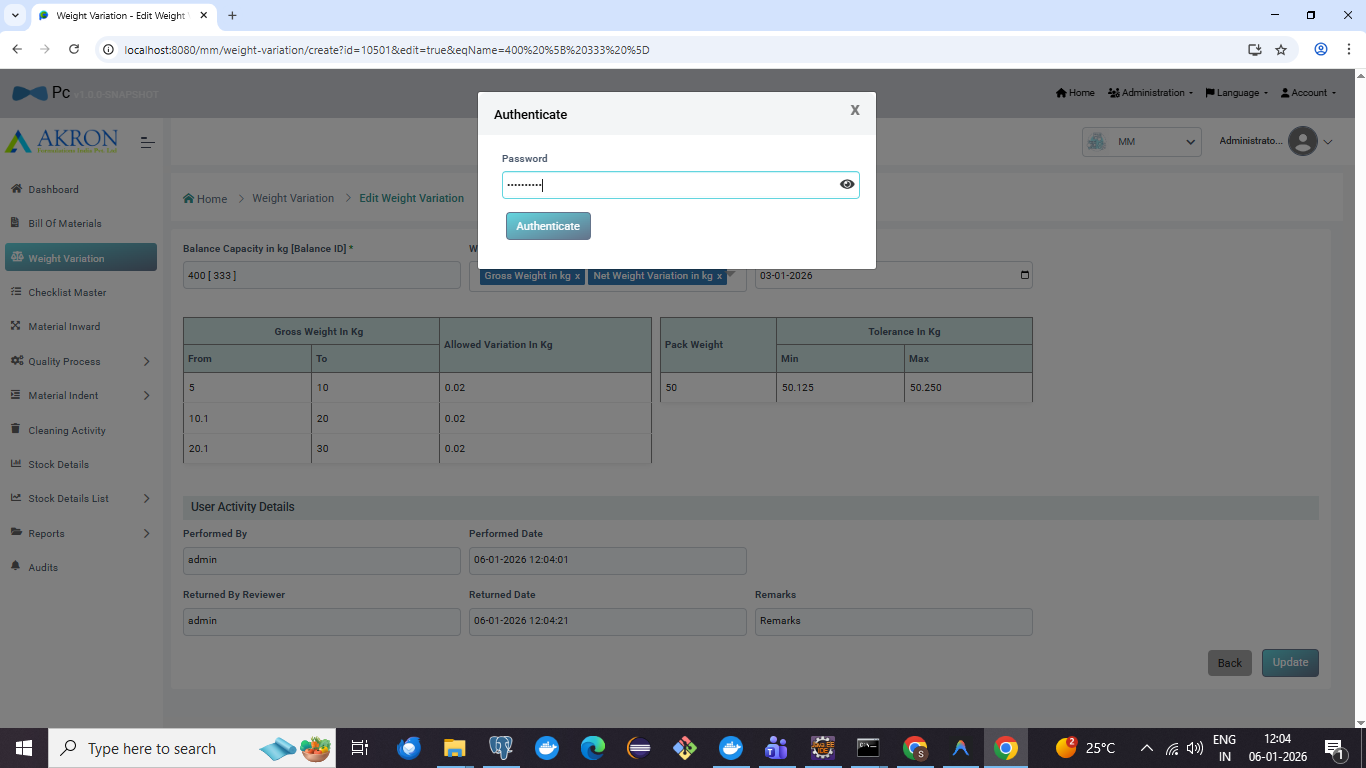 Weight Variation - Edit Weight
localhost:8080/mm/weight-variation/create?id=10501&edit=true&eqName=400%20%5B%20333%20%5D
Pc v1.0.0-SNAPSHOT
Home Administration Language Account
AKRON
MM
Administrato...
Authenticate X
Password
••••••••••
Authenticate
Dashboard
Bill Of Materials
Weight Variation
Checklist Master
Material Inward
Quality Process
Material Indent
Cleaning Activity
Stock Details
Stock Details List
Reports
Audits
Home > Weight Variation > Edit Weight Variation
Balance Capacity in kg [Balance ID] * W
400 [ 333 ] Gross Weight in kg x Net Weight Variation in kg x 03-01-2026
Gross Weight In Kg Allowed Variation In Kg
From To
5 10 0.02
10.1 20 0.02
20.1 30 0.02
Pack Weight Tolerance In Kg
Min Max
50 50.125 50.250
User Activity Details
Performed By Performed Date
admin 06-01-2026 12:04:01
Returned By Reviewer Returned Date Remarks
admin 06-01-2026 12:04:21 Remarks
Back Update
Type here to search
25°C
ENG
IN
12:04
06-01-2026
1